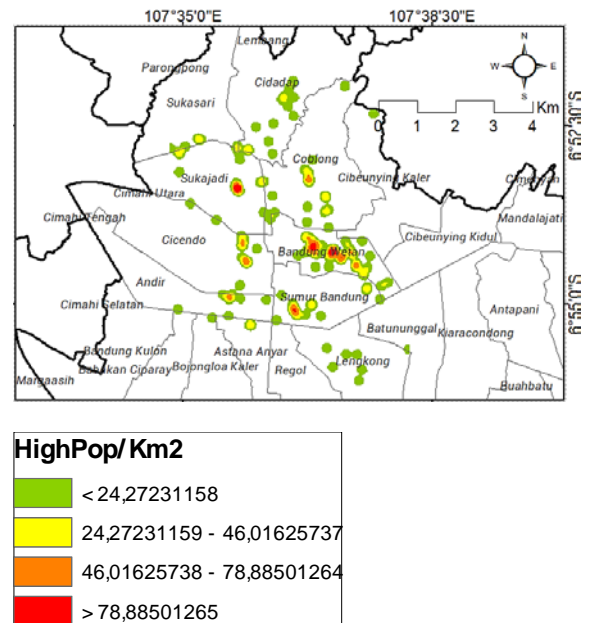 107°35'0"E 107°38'30"E
Lembang
N
Parongpong
Cidadap
W E
S
Sukasari
Km
0 1 2 3 4
6°52'30"S
Coblong
Sukajadi
Cibeunying Kaler
Cimenyan
Cimahi Utara
Mandalajati
Cimahi Tengah
Cicendo
Cibeunying Kidul
Bandung Wetan
Andir
Cimahi Selatan
Sumur Bandung
Antapani
6°55'0"S
Batununggal
Kiaracondong
Bandung Kulon
Astana Anyar
Lengkong
Babakan Ciparay
Bojongloa Kaler
Regol
Margaasih
Buahbatu
HighPop/Km2
< 24,27231158
24,27231159 - 46,01625737
46,01625738 - 78,88501264
> 78,88501265